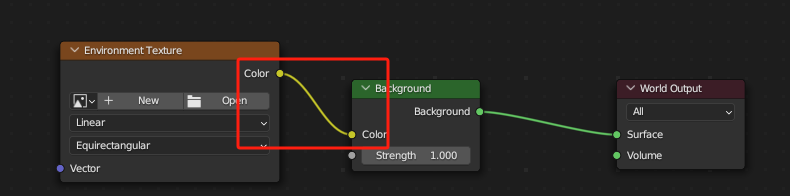 Environment Texture
Color
New
Open
Linear
Equirectangular
Vector
Background
Background
Color
Strength 1.000
World Output
All
Surface
Volume